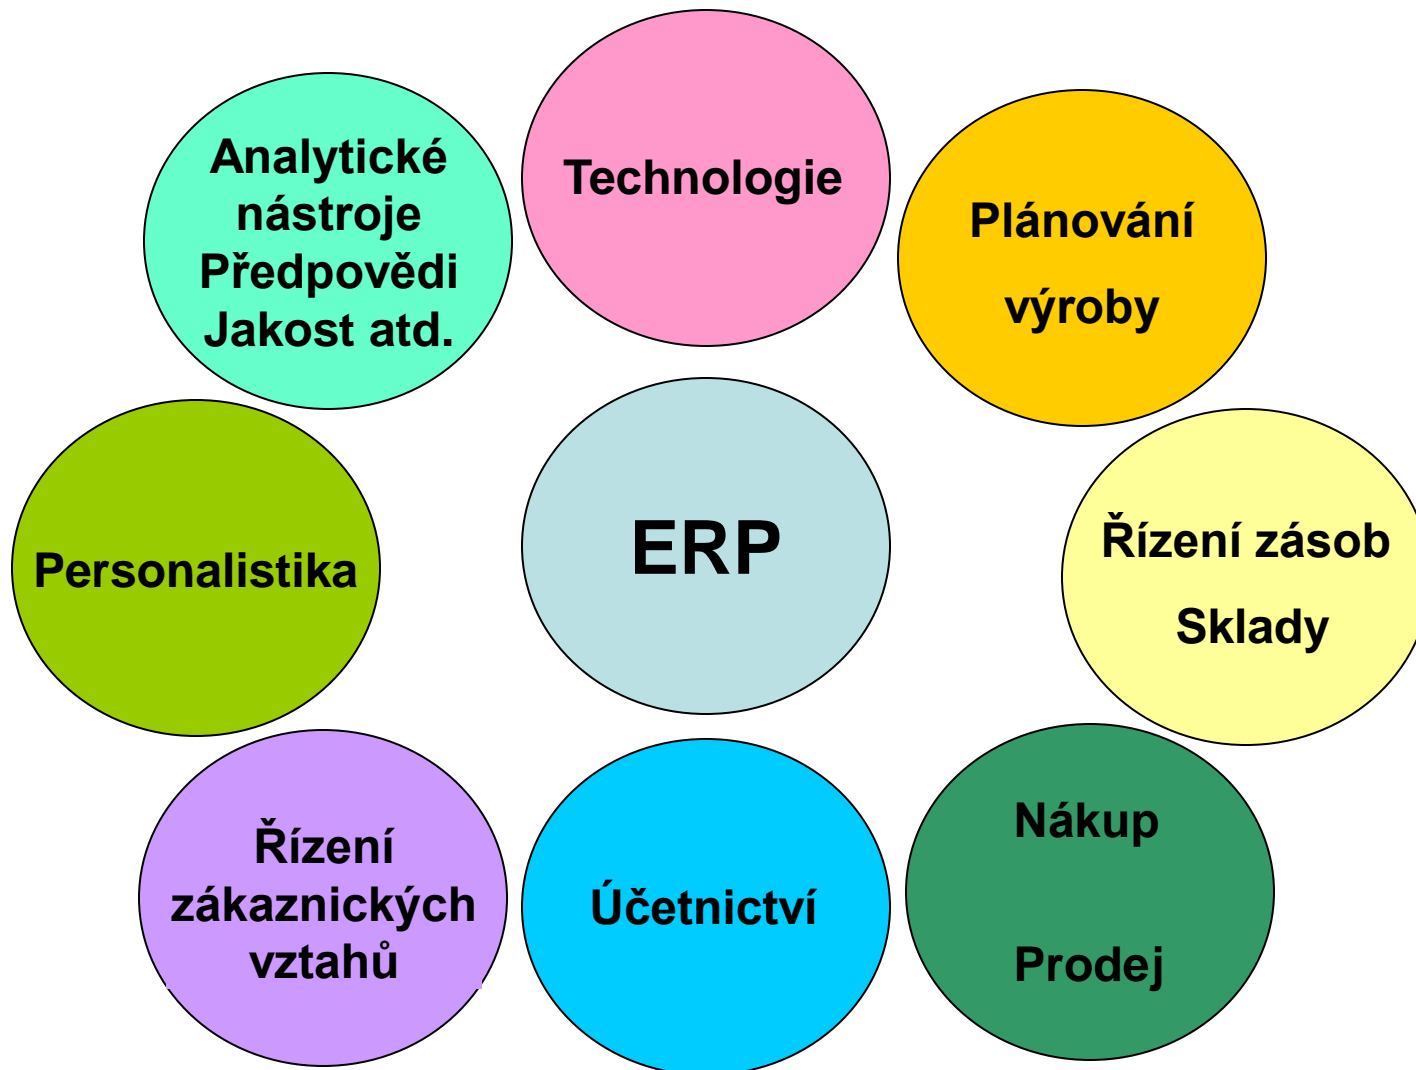 Technologie
Analytické
nástroje
Předpovědi
Jakost atd.
Plánování
výroby
Personalistika
ERP
Řízení zásob
Sklady
Řízení
zákaznických
vztahů
Účetnictví
Nákup
Prodej